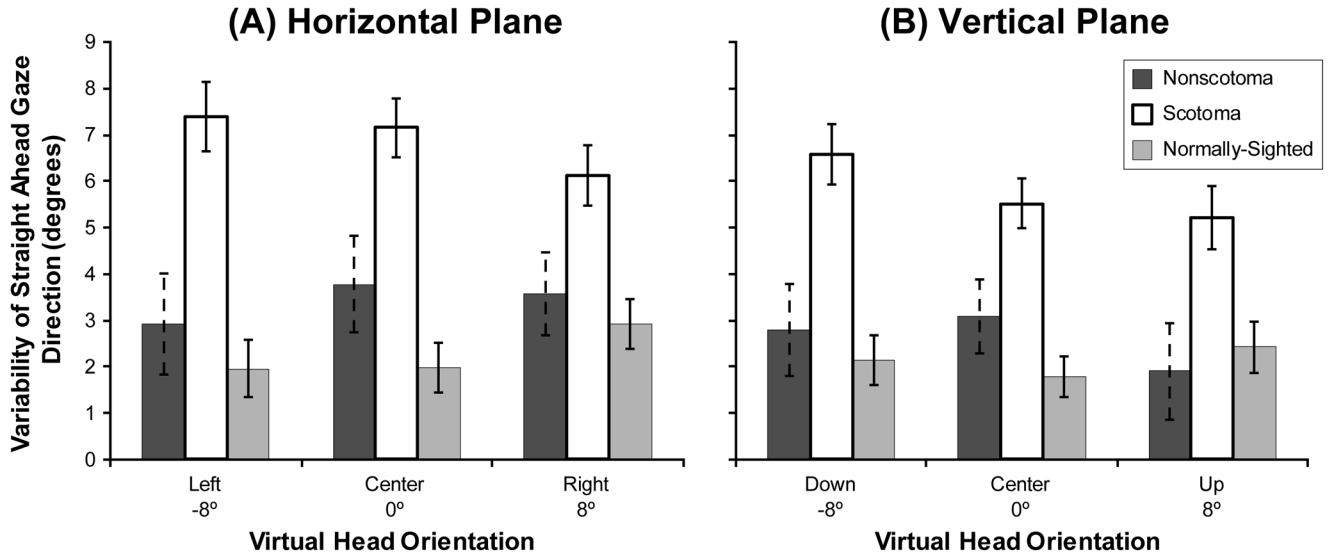 (A) Horizontal Plane
(B) Vertical Plane
Variability of Straight Ahead Gaze
Direction (degrees)
9
8
7
6
5
4
3
2
1
0
Left
Center
Right
-8º
0º
8º
Virtual Head Orientation
Nonscotoma
Scotoma
Normally-Sighted
Down
Center
Up
-8º
0º
8º
Virtual Head Orientation